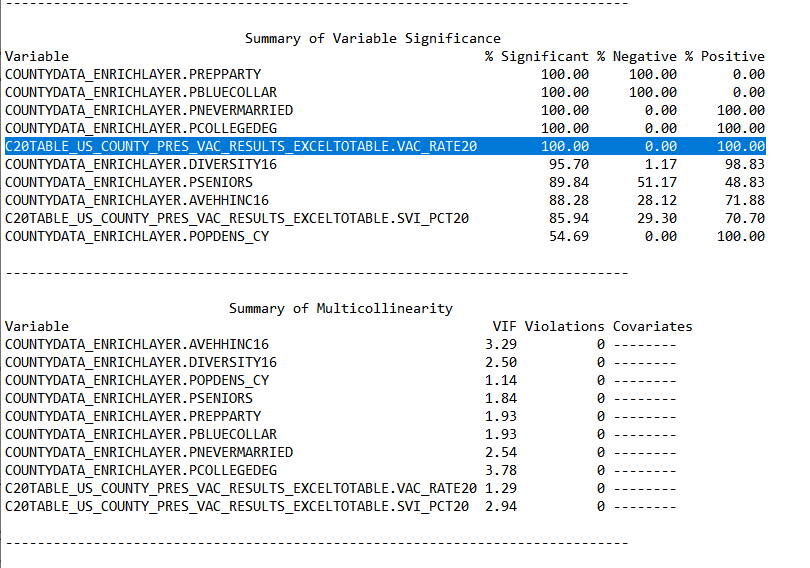 ------------------------------------------------------------------------------
Summary of Variable Significance
Variable % Significant % Negative % Positive
COUNTYDATA_ENRICHLAYER.PREPPARTY 100.00 100.00 0.00
COUNTYDATA_ENRICHLAYER.PBLUECOLLAR 100.00 100.00 0.00
COUNTYDATA_ENRICHLAYER.PNEVERMARRIED 100.00 0.00 100.00
COUNTYDATA_ENRICHLAYER.PCOLLEGEDEG 100.00 0.00 100.00
C20TABLE_US_COUNTY_PRES_VAC_RESULTS_EXCELTOTABLE.VAC_RATE20 100.00 0.00 100.00
COUNTYDATA_ENRICHLAYER.DIVERSITY16 95.70 1.17 98.83
COUNTYDATA_ENRICHLAYER.PSENIORS 89.84 51.17 48.83
COUNTYDATA_ENRICHLAYER.AVEHHINC16 88.28 28.12 71.88
C20TABLE_US_COUNTY_PRES_VAC_RESULTS_EXCELTOTABLE.SVI_PCT20 85.94 29.30 70.70
COUNTYDATA_ENRICHLAYER.POPDENS_CY 54.69 0.00 100.00
------------------------------------------------------------------------------
Summary of Multicollinearity
Variable VIF Violations Covariates
COUNTYDATA_ENRICHLAYER.AVEHHINC16 3.29 0 --------
COUNTYDATA_ENRICHLAYER.DIVERSITY16 2.50 0 --------
COUNTYDATA_ENRICHLAYER.POPDENS_CY 1.14 0 --------
COUNTYDATA_ENRICHLAYER.PSENIORS 1.84 0 --------
COUNTYDATA_ENRICHLAYER.PREPPARTY 1.93 0 --------
COUNTYDATA_ENRICHLAYER.PBLUECOLLAR 1.93 0 --------
COUNTYDATA_ENRICHLAYER.PNEVERMARRIED 2.54 0 --------
COUNTYDATA_ENRICHLAYER.PCOLLEGEDEG 3.78 0 --------
C20TABLE_US_COUNTY_PRES_VAC_RESULTS_EXCELTOTABLE.VAC_RATE20 1.29 0 --------
C20TABLE_US_COUNTY_PRES_VAC_RESULTS_EXCELTOTABLE.SVI_PCT20 2.94 0 --------
------------------------------------------------------------------------------